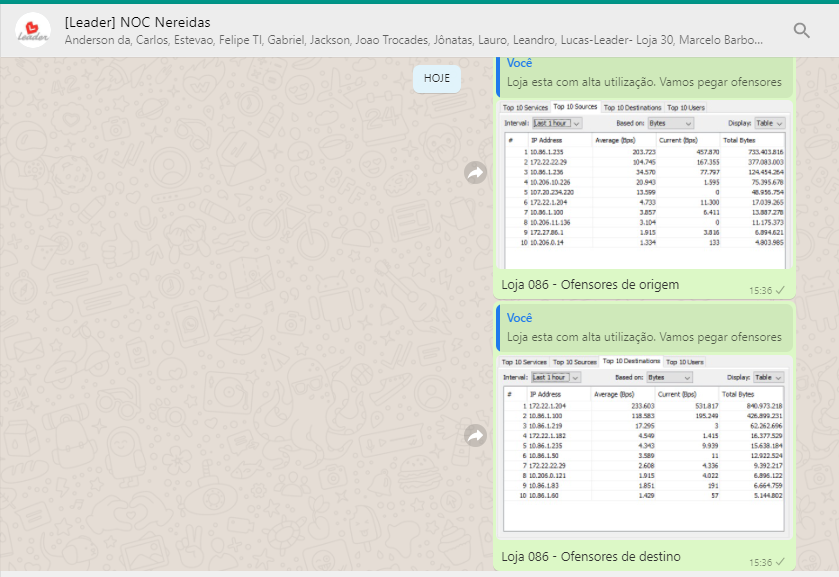 Leader
[Leader] NOC Nereidas
Anderson da, Carlos, Estevao, Felipe TI, Gabriel, Jackson, Joao Trocades, Jônatas, Lauro, Leandro, Lucas-Leader- Loja 30, Marcelo Barbo...
HOJE
Você
Loja esta com alta utilização. Vamos pegar ofensores
Top 10 Services Top 10 Sources Top 10 Destinations Top 10 Users
Interval: Last 1 hour Based on: Bytes Display: Table
# IP Address Average (Bps) Current (Bps) Total Bytes
1 10.86.1.235 203.723 457.870 733.403.816
2 172.22.22.29 104.745 167.355 377.083.003
3 10.86.1.236 34.570 77.797 124.454.264
4 10.206.10.226 20.943 1.595 75.395.678
5 107.20.234.220 13.599 0 48.956.754
6 172.22.1.204 4.733 11.300 17.039.265
7 10.86.1.100 3.857 6.411 13.887.278
8 10.206.11.136 3.104 0 11.175.373
9 172.27.86.1 1.915 3.816 6.894.621
10 10.206.0.14 1.334 133 4.803.985
Loja 086 - Ofensores de origem
15:36
Você
Loja esta com alta utilização. Vamos pegar ofensores
Top 10 Services Top 10 Sources Top 10 Destinations Top 10 Users
Interval: Last 1 hour Based on: Bytes Display: Table
# IP Address Average (Bps) Current (Bps) Total Bytes
1 172.22.1.204 233.603 531.817 840.973.218
2 10.86.1.100 118.583 195.249 426.899.231
3 10.86.1.219 17.295 3 62.262.696
4 172.22.1.182 4.549 1.415 16.377.529
5 10.86.1.235 4.343 9.939 15.638.184
6 10.86.1.50 3.589 11 12.922.524
7 172.22.22.29 2.608 4.336 9.392.217
8 10.206.0.121 1.915 4.022 6.896.122
9 10.86.1.83 1.851 191 6.664.759
10 10.86.1.60 1.429 57 5.144.802
Loja 086 - Ofensores de destino
15:36